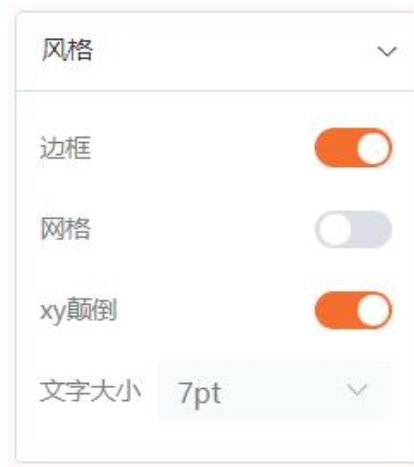 风格
边框
网格
xy颠倒
文字大小 7pt